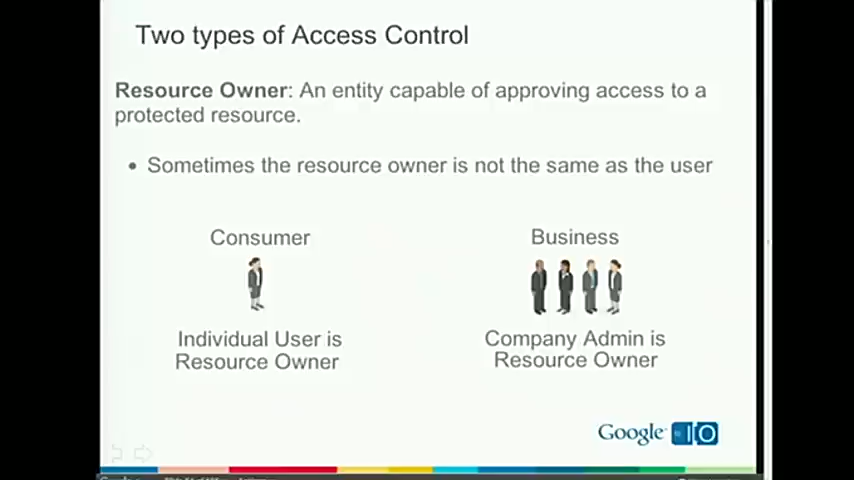 Two types of Access Control
Resource Owner: An entity capable of approving access to a
protected resource.
• Sometimes the resource owner is not the same as the user
Consumer
Business
Individual User is
Resource Owner
Company Admin is
Resource Owner
Google IO